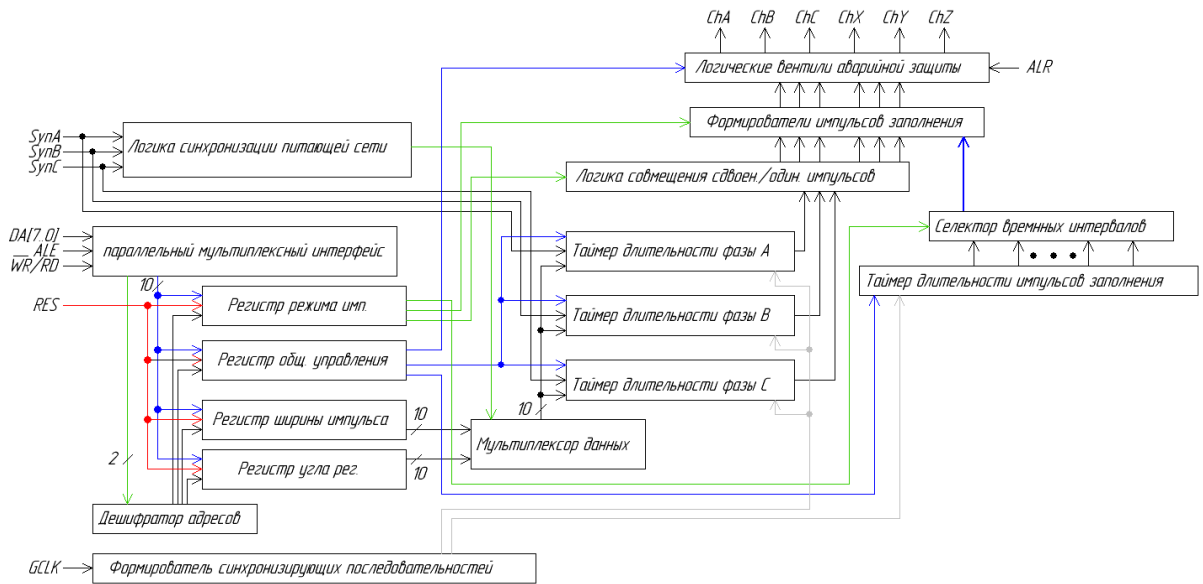 ChA ChB ChC ChX ChY ChZ
Логические вентили аварийной защиты
ALR
Формирователи импульсов заполнения
SynA
SynB
SynC
Логика синхронизации питающей сети
Логика совмещения сдвоен./один. импульсов
DA[7..0]
ALE
WR/RD
параллельный мультиплексный интерфейс
Таймер длительности фазы A
Селектор времнных интервалов
Таймер длительности импульсов заполнения
10
RES
Регистр режима имп.
Таймер длительности фазы B
Регистр общ. управления
Таймер длительности фазы C
Регистр ширины импульса
10
10
Мультиплексор данных
2
Регистр угла рег.
10
Дешифратор адресов
GCLK
Формирователь синхронизирующих последовательностей